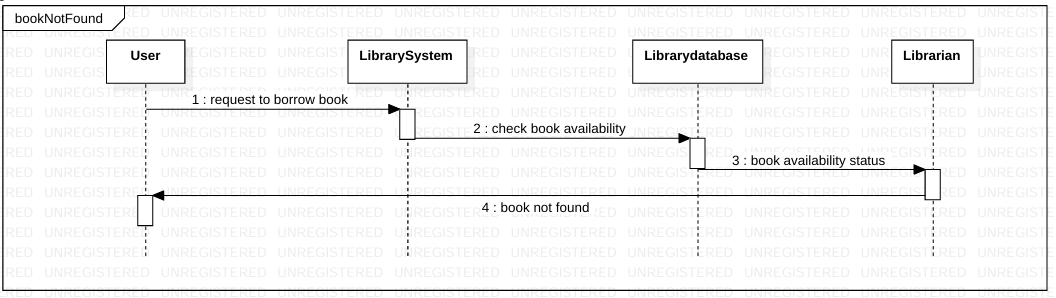 bookNotFound
User
LibrarySystem
Librarydatabase
Librarian
1 : request to borrow book
2 : check book availability
3 : book availability status
4 : book not found
UNREGISTERED